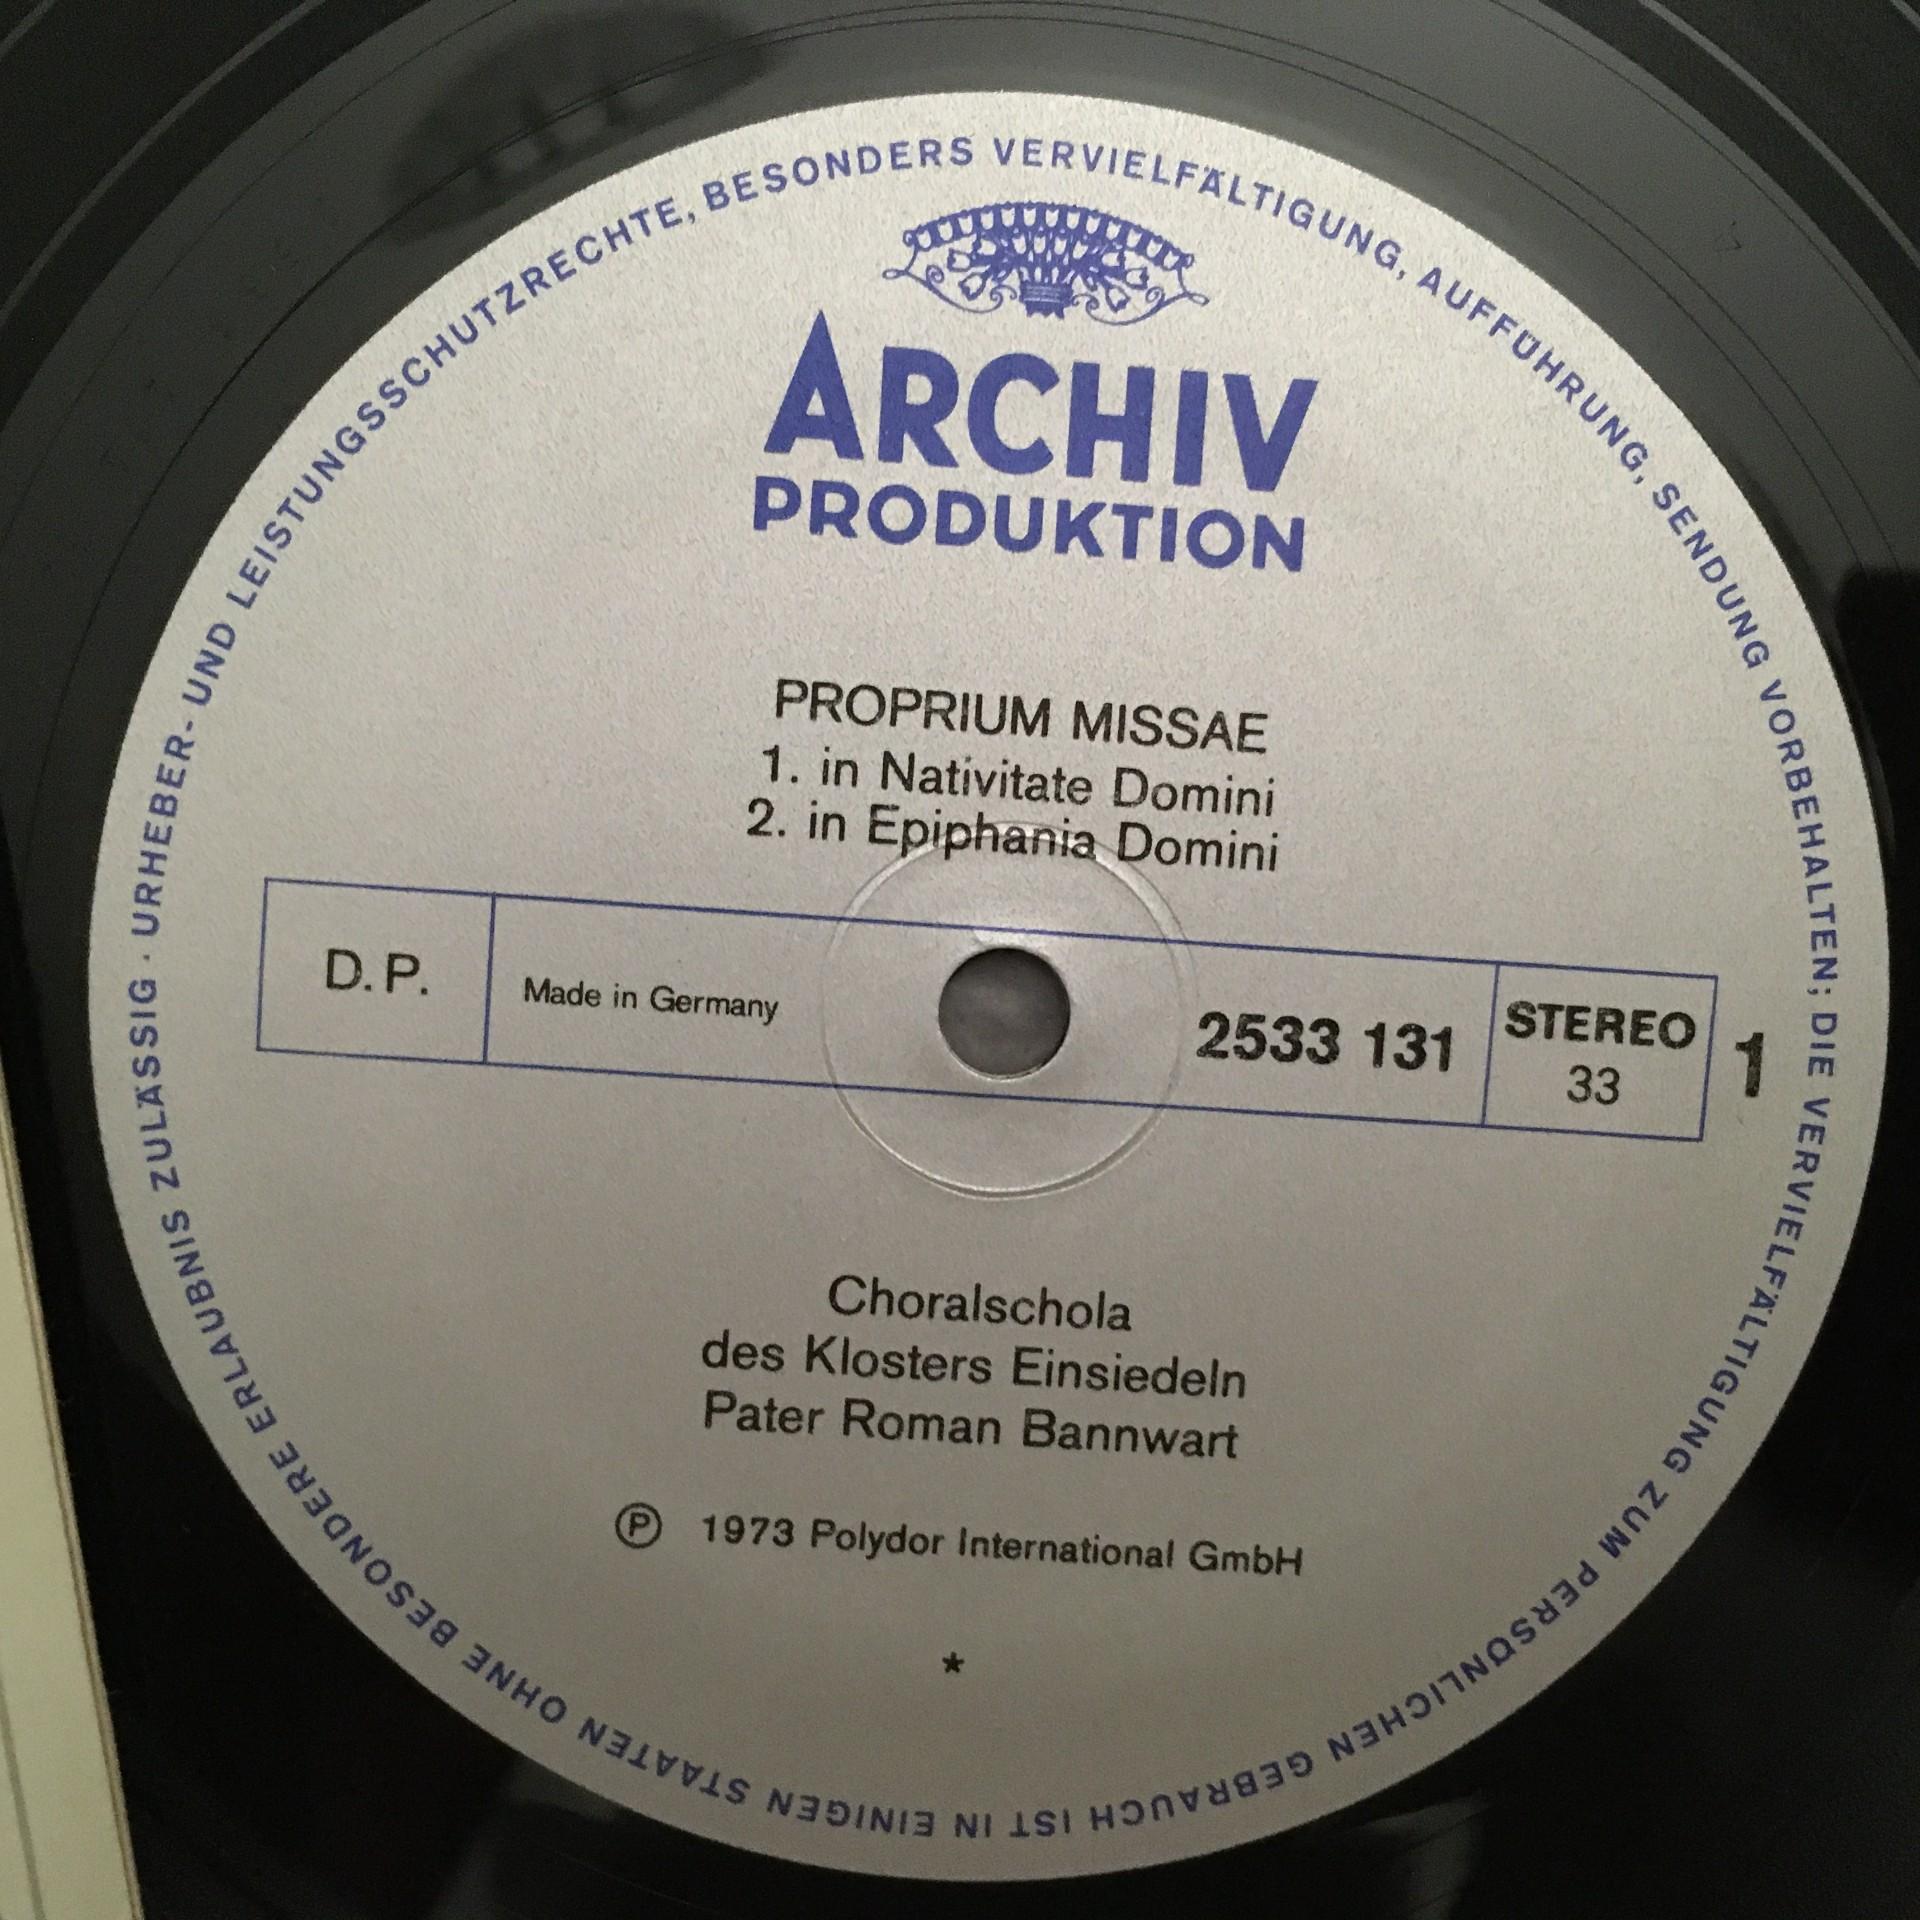 URHEBER- UND LEISTUNGSSCHUTZRECHTE, BESONDERS VERVIELFÄLTIGUNG, AUFFÜHRUNG, SENDUNG VORBEHALTEN; DIE VERVIELFÄLTIGUNG ZUM PERSÖNLICHEN GEBRAUCH IST IN EINIGEN STAATEN OHNE BESONDERE ERLAUBNIS ZULÄSSIG ·
ARCHIV
PRODUKTION
PROPRIUM MISSAE
1. in Nativitate Domini
2. in Epiphania Domini
D. P. Made in Germany 2533 131 STEREO 1
33
Choralschola
des Klosters Einsiedeln
Pater Roman Bannwart
Ⓟ 1973 Polydor International GmbH
*